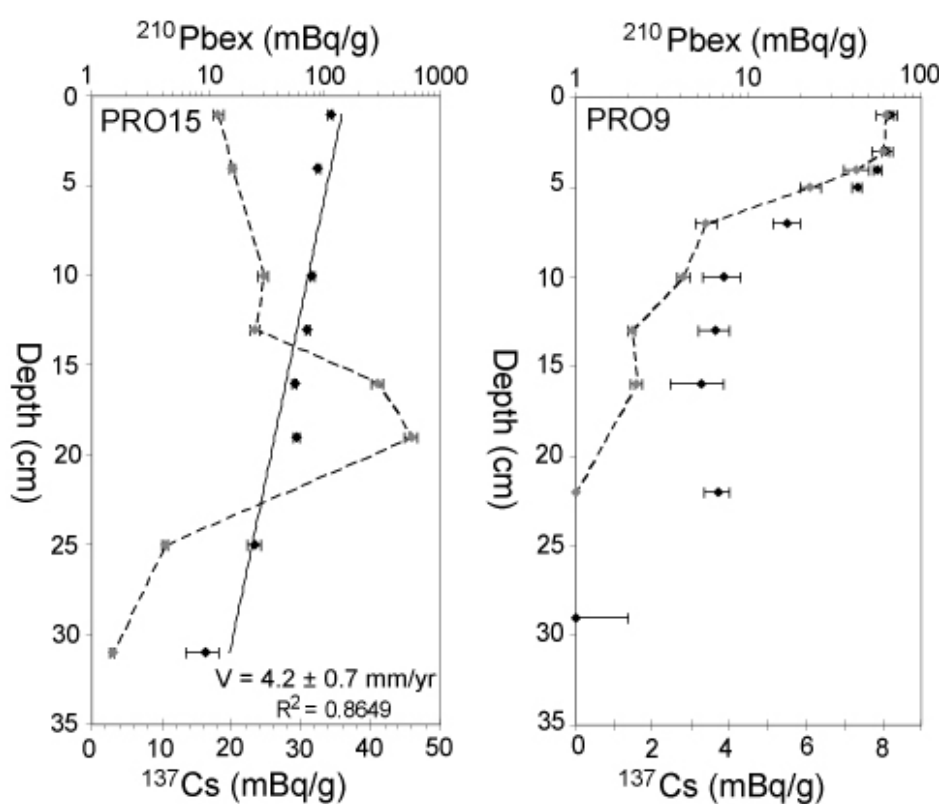 ²¹⁰Pbex (mBq/g)
1 10 100 1000
0
5
10
15
20
25
30
35
Depth (cm)
PRO15
V = 4.2 ± 0.7 mm/yr
R² = 0.8649
0 10 20 30 40 50
¹³⁷Cs (mBq/g)
²¹⁰Pbex (mBq/g)
1 10 100
0
5
10
15
20
25
30
35
Depth (cm)
PRO9
0 2 4 6 8
¹³⁷Cs (mBq/g)